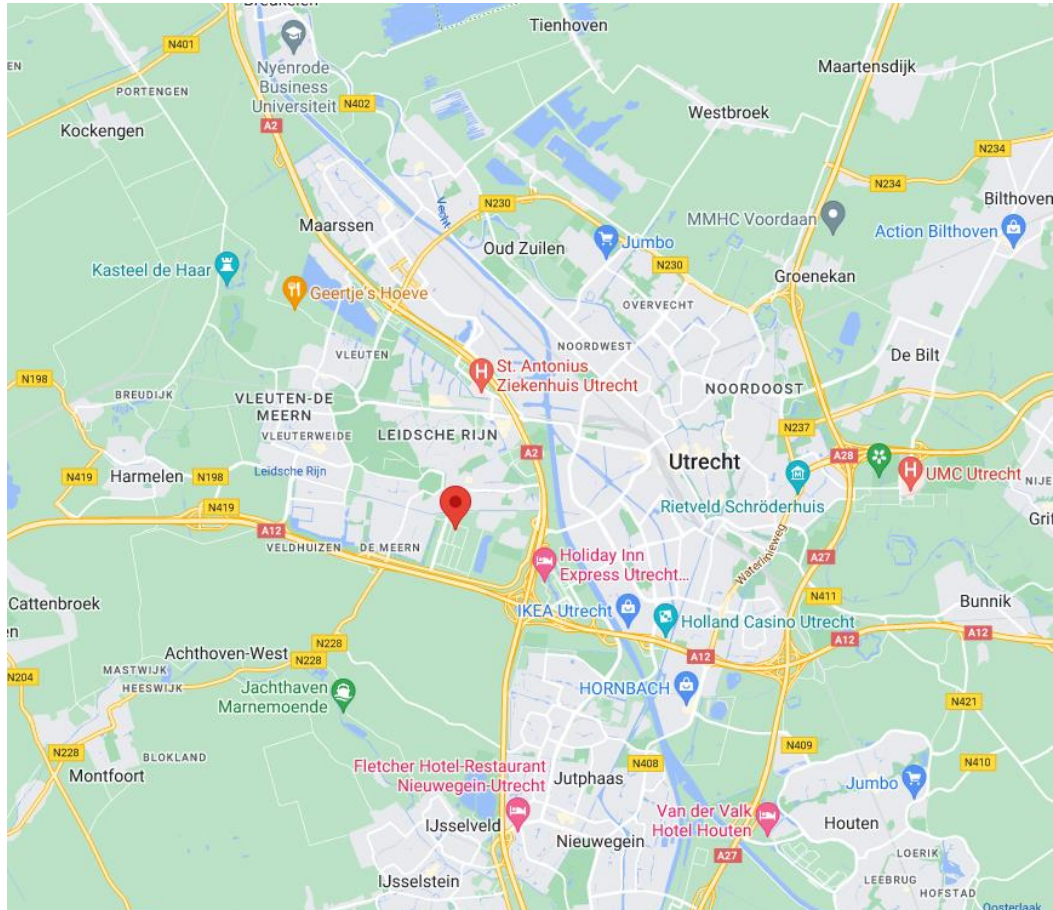 Breukelen
Tienhoven
N401
Nyenrode
Business
Universiteit
PORTENGEN
N402
Maartensdijk
Westbroek
Kockengen
A2
N234
N234
Bilthoven
Vecht
N230
Maarssen
MMHC Voordaan
Action Bilthoven
Oud Zuilen
Jumbo
Kasteel de Haar
N230
Groenekan
Geertje's Hoeve
OVERVECHT
VLEUTEN
NOORDWEST
De Bilt
St. Antonius
Ziekenhuis Utrecht
N198
BREUDIJK
VLEUTEN-DE
MEERN
NOORDOOST
VLEUTERWEIDE
LEIDSCHE RIJN
N237
A2
Utrecht
A28
Harmelen
N419
N198
Leidsche Rijn
UMC Utrecht
NIJE
Rietveld Schröderhuis
N419
Grif
A12
VELDHUIZEN
DE MEERN
Holiday Inn
Express Utrecht...
Waterlinieweg
A27
Cattenbroek
N411
Bunnik
IKEA Utrecht
Holland Casino Utrecht
en
A12
A12
N228
Achthoven-West
N228
A12
MASTWIJK
N204
HEESWIJK
Jachthaven
Marnemoende
HORNBACH
N421
N228
BLOKLAND
N409
Montfoort
Fletcher Hotel-Restaurant
Nieuwegein-Utrecht
N408
N410
Jutphaas
Jumbo
Van der Valk
Hotel Houten
IJsselveld
Houten
Nieuwegein
A27
LOERIK
LEEBRUG
IJsselstein
HOFSTAD
Oosterlaak